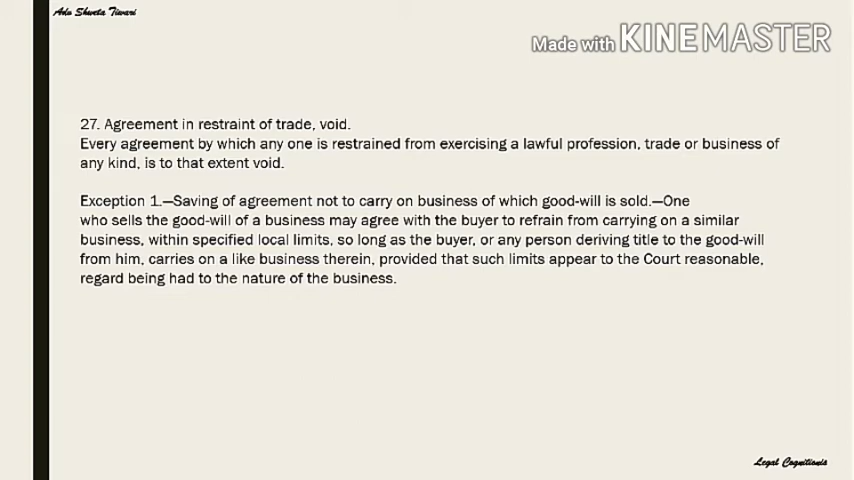 Adv Shweta Tiwari
Made with KINEMASTER
27. Agreement in restraint of trade, void.
Every agreement by which any one is restrained from exercising a lawful profession, trade or business of
any kind, is to that extent void.
Exception 1.—Saving of agreement not to carry on business of which good-will is sold.—One
who sells the good-will of a business may agree with the buyer to refrain from carrying on a similar
business, within specified local limits, so long as the buyer, or any person deriving title to the good-will
from him, carries on a like business therein, provided that such limits appear to the Court reasonable,
regard being had to the nature of the business.
Legal Cognitionis